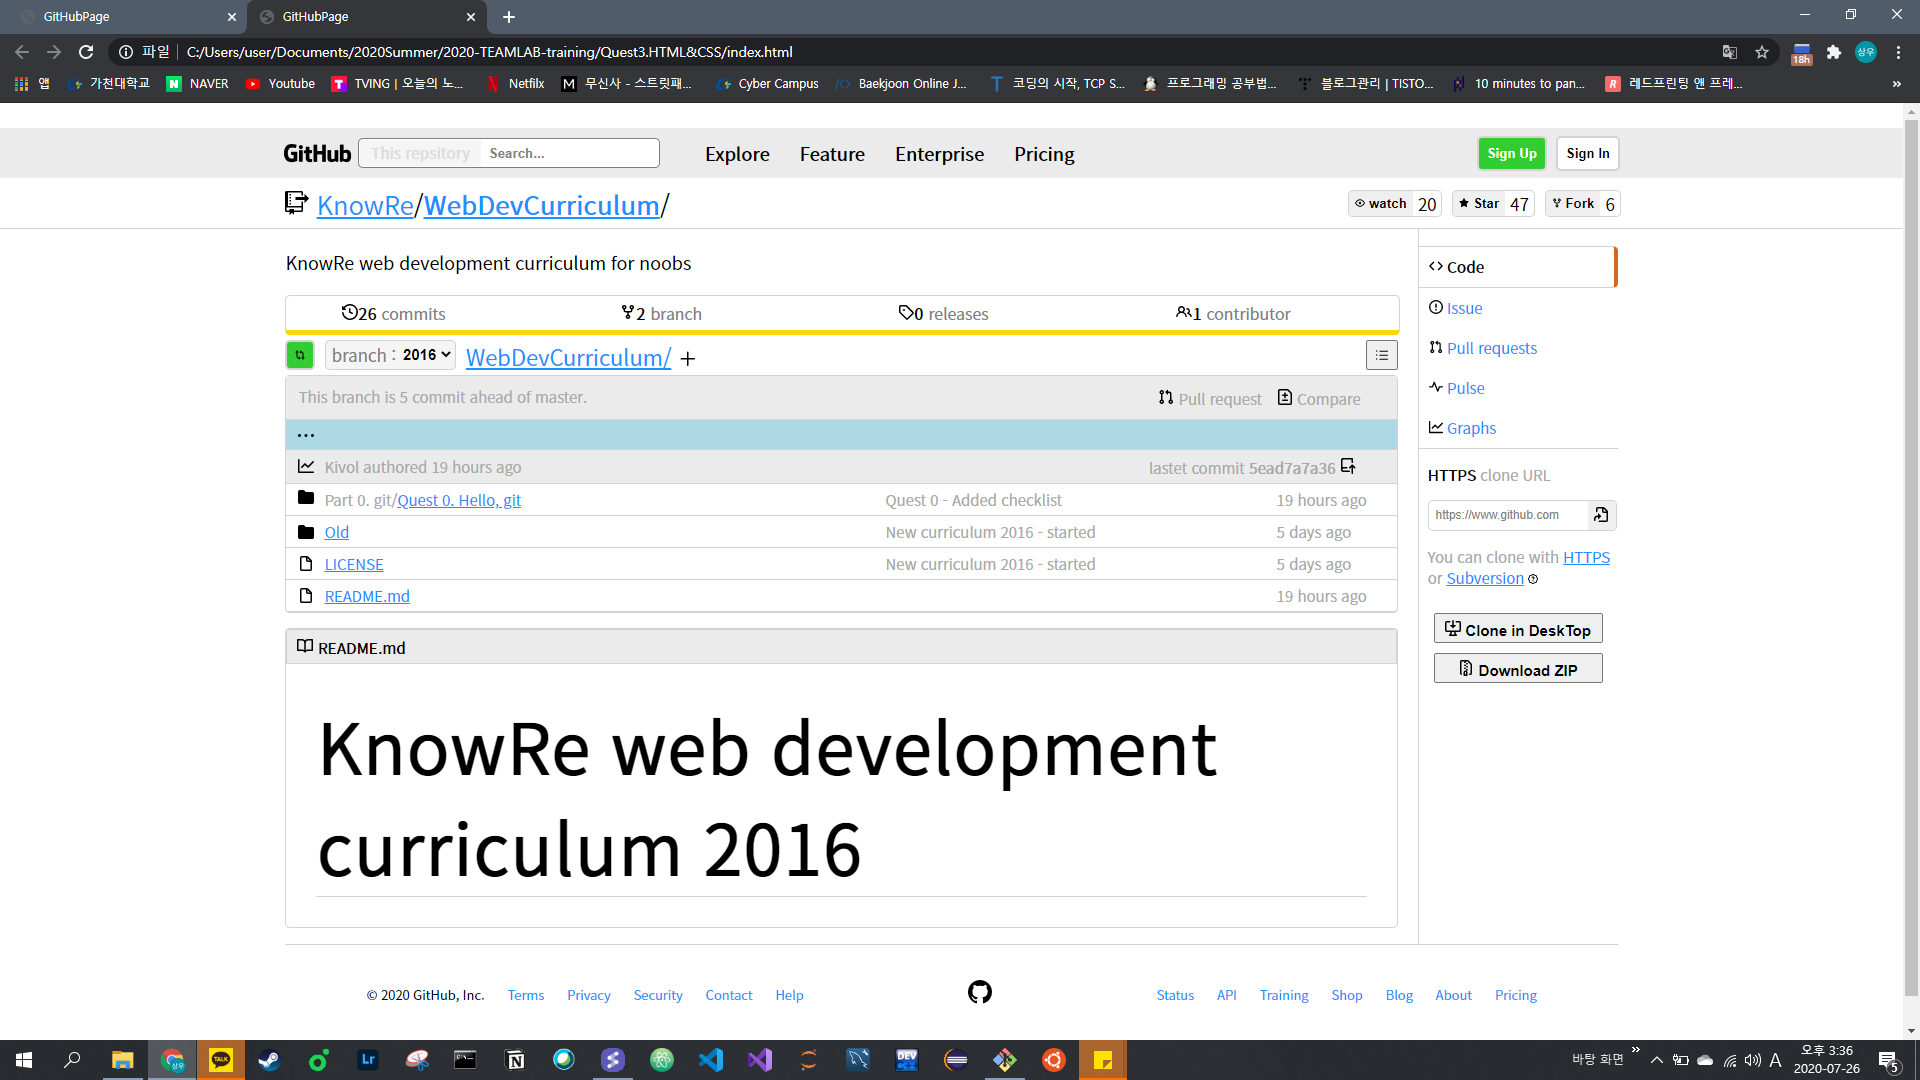 GitHubPage
GitHubPage
파일 C:/Users/user/Documents/2020Summer/2020-TEAMLAB-training/Quest3.HTML&CSS/index.html
18h
상우
앱 가천대학교 NAVER Youtube TVING | 오늘의 노... Netfilx 무신사 - 스트릿패... Cyber Campus Baekjoon Online J... 코딩의 시작, TCP S... 프로그래밍 공부법... 블로그관리 | TISTO... 10 minutes to pan... 레드프린팅 앤 프레... »
GitHub This repsitory Search... Explore Feature Enterprise Pricing Sign Up Sign In
KnowRe/WebDevCurriculum/ watch 20 Star 47 Fork 6
KnowRe web development curriculum for noobs
26 commits 2 branch 0 releases 1 contributor
branch : 2016 WebDevCurriculum/ +
This branch is 5 commit ahead of master. Pull request Compare
...
Kivol authored 19 hours ago lastet commit 5ead7a7a36
Part 0. git/Quest 0. Hello, git Quest 0 - Added checklist 19 hours ago
Old New curriculum 2016 - started 5 days ago
LICENSE New curriculum 2016 - started 5 days ago
README.md 19 hours ago
README.md
KnowRe web development
curriculum 2016
Code
Issue
Pull requests
Pulse
Graphs
HTTPS clone URL
https://www.github.com
You can clone with HTTPS
or Subversion
Clone in DeskTop
Download ZIP
© 2020 GitHub, Inc. Terms Privacy Security Contact Help Status API Training Shop Blog About Pricing
TALK
Lr
DEV
바탕 화면 » A 오후 3:36
2020-07-26
5